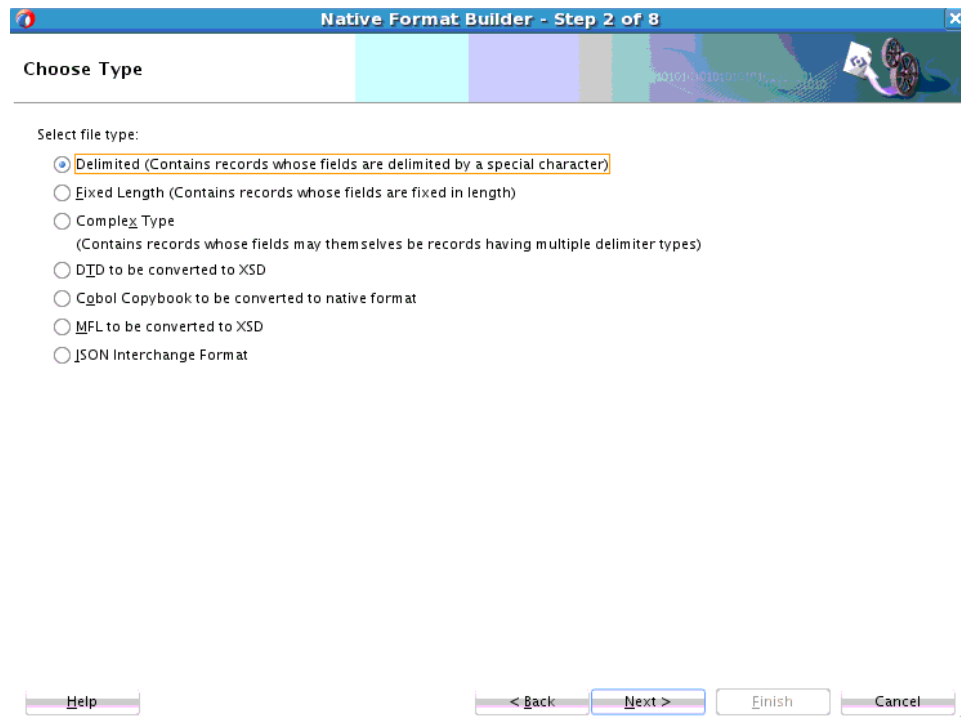 Native Format Builder - Step 2 of 8
Choose Type
Select file type:
Delimited (Contains records whose fields are delimited by a special character)
Fixed Length (Contains records whose fields are fixed in length)
Complex Type
(Contains records whose fields may themselves be records having multiple delimiter types)
DTD to be converted to XSD
Cobol Copybook to be converted to native format
MFL to be converted to XSD
JSON Interchange Format
Help
< Back
Next >
Finish
Cancel